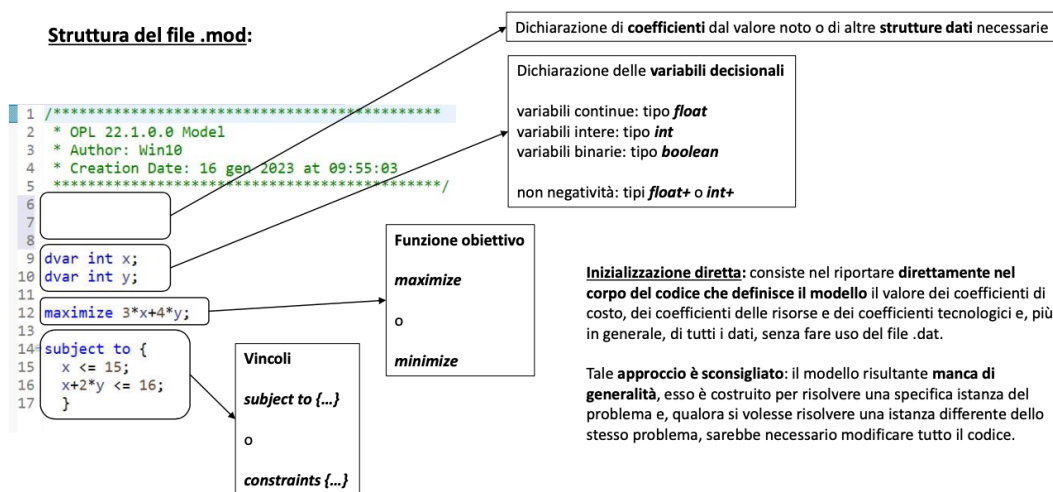 Struttura del file .mod:
Dichiarazione di coefficienti dal valore noto o di altre strutture dati necessarie
Dichiarazione delle variabili decisionali
variabili continue: tipo float
variabili intere: tipo int
variabili binarie: tipo boolean
non negatività: tipi float+ o int+
1 /*********************************************
2 * OPL 22.1.0.0 Model
3 * Author: Win10
4 * Creation Date: 16 gen 2023 at 09:55:03
5 *********************************************/
6
7
8
9 dvar int x;
10 dvar int y;
11
12 maximize 3*x+4*y;
13
14 subject to {
15 x <= 15;
16 x+2*y <= 16;
17 }
Funzione obiettivo
maximize
o
minimize
Vincoli
subject to {...}
o
constraints {...}
Inizializzazione diretta: consiste nel riportare direttamente nel
corpo del codice che definisce il modello il valore dei coefficienti di
costo, dei coefficienti delle risorse e dei coefficienti tecnologici e, più
in generale, di tutti i dati, senza fare uso del file .dat.
Tale approccio è sconsigliato: il modello risultante manca di
generalità, esso è costruito per risolvere una specifica istanza del
problema e, qualora si volesse risolvere una istanza differente dello
stesso problema, sarebbe necessario modificare tutto il codice.